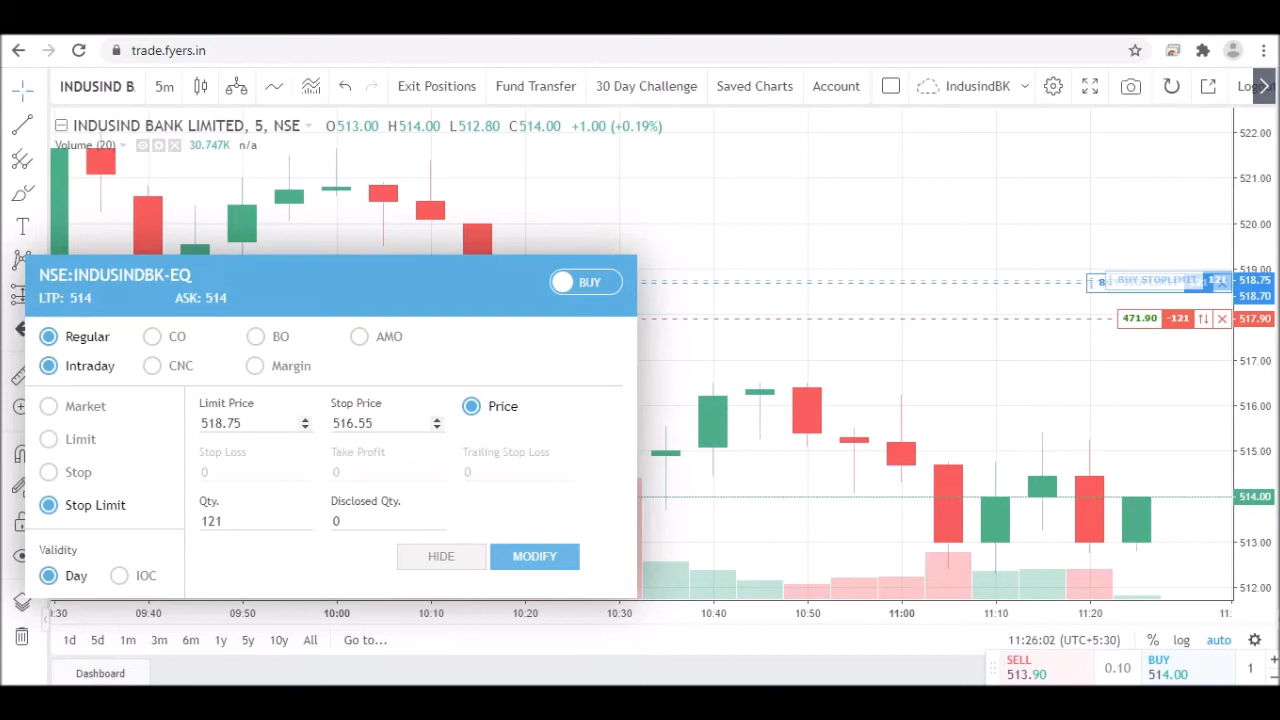 trade.fyers.in
INDUSIND B. 5m Exit Positions Fund Transfer 30 Day Challenge Saved Charts Account IndusindBK
INDUSIND BANK LIMITED, 5, NSE O513.00 H514.00 L512.80 C514.00 +1.00 (+0.19%)
Volume (20) 30.747K n/a
522.00
521.00
520.00
519.00
BUY STOPLIMIT 121 518.75
518.70
471.90 -121 517.90
517.00
516.00
515.00
514.00
513.00
512.00
NSE:INDUSINDBK-EQ BUY
LTP: 514 ASK: 514
Regular CO BO AMO
Intraday CNC Margin
Market
Limit
Stop
Stop Limit
Limit Price Stop Price Price
518.75 516.55
Stop Loss Take Profit Trailing Stop Loss
0 0 0
Qty. Disclosed Qty.
121 0
HIDE MODIFY
Validity
Day IOC
:30 09:40 09:50 10:00 10:10 10:20 10:30 10:40 10:50 11:00 11:10 11:20 11:
1d 5d 1m 3m 6m 1y 5y 10y All Go to... 11:26:02 (UTC+5:30) % log auto
Dashboard
SELL 513.90 0.10 BUY 514.00 1